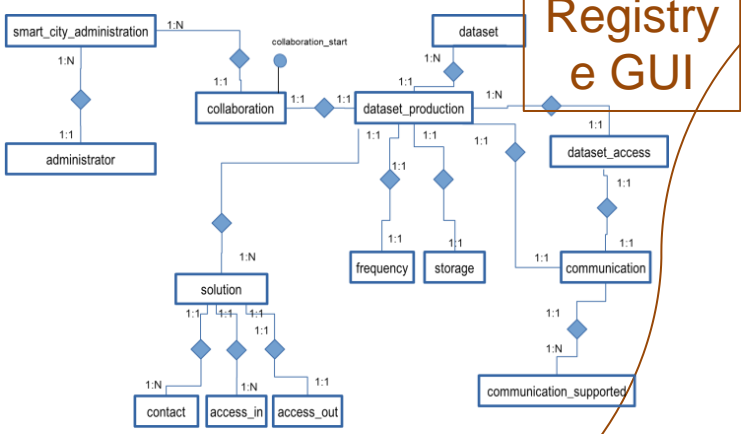 Registry
e GUI
smart_city_administration
1:N
collaboration_start
dataset
1:N
1:N
1:1
1:1
1:N
collaboration
1:1
1:1
dataset_production
1:1
administrator
1:1
1:1
1:1
1:1
dataset_access
1:1
1:1
1:N
1:1
1:1
1:1
1:1
solution
frequency
storage
communication
1:1
1:1
1:1
1:1
1:1
1:N
1:N
1:1
1:N
contact
access_in
access_out
communication_supported